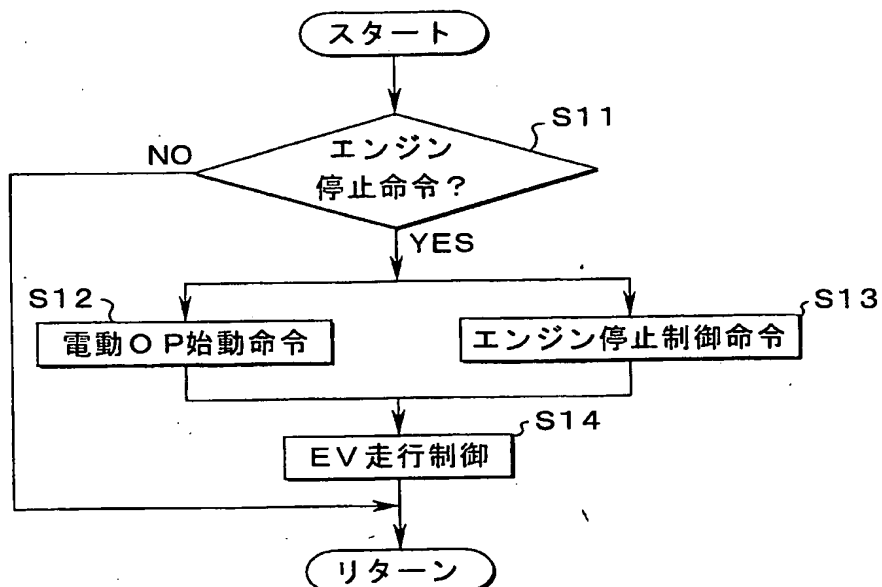 スタート
S11
エンジン
停止命令?
NO
YES
S12
電動OP始動命令
S13
エンジン停止制御命令
S14
EV走行制御
リターン